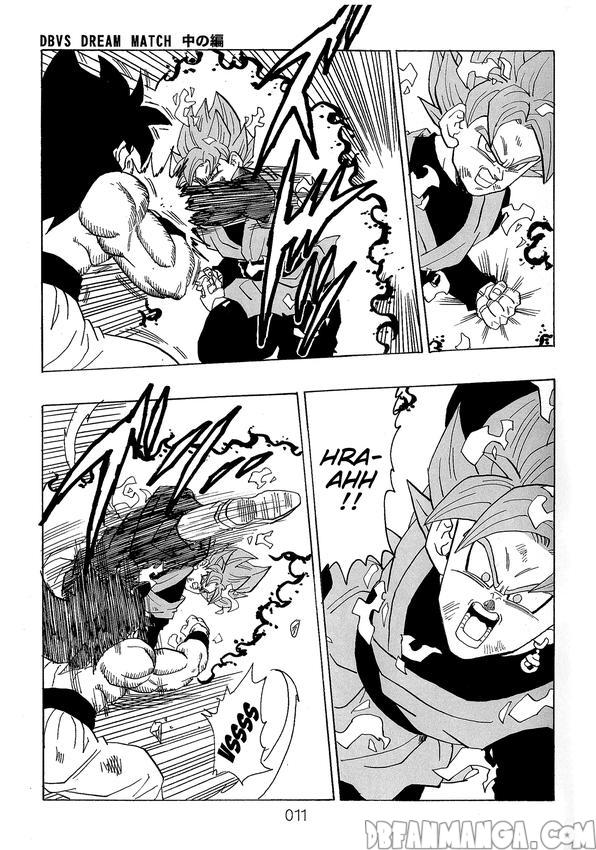 DBVS DREAM MATCH 中の編
HRA-
AHH
!!
VSSSS
011
DBFANMANGA.COM